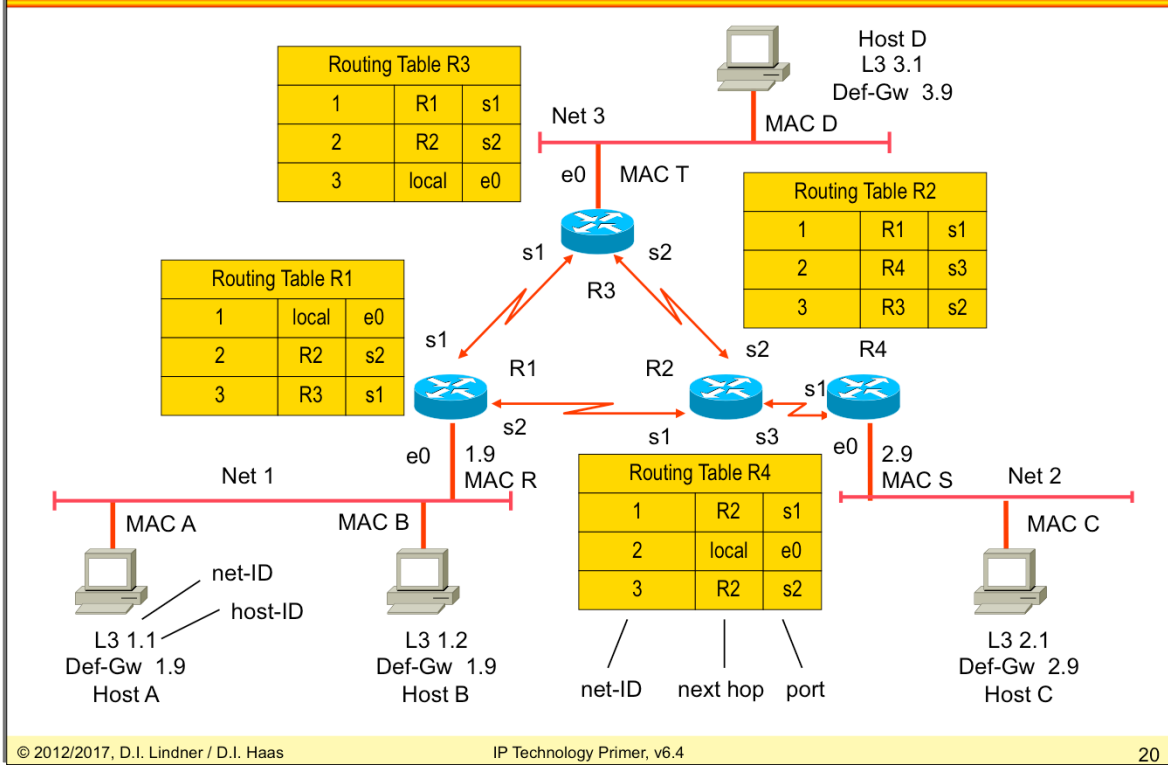 Host D
L3 3.1
Def-Gw 3.9
MAC D
Net 3
e0
MAC T
Routing Table R3
1 R1 s1
2 R2 s2
3 local e0
Routing Table R2
1 R1 s1
2 R4 s3
3 R3 s2
s1
s2
R3
Routing Table R1
1 local e0
2 R2 s2
3 R3 s1
s1
R1
R2
s2
R4
s1
s2
s1
s3
e0
1.9
MAC R
e0
2.9
MAC S
Net 1
Net 2
MAC A
MAC B
MAC C
Routing Table R4
1 R2 s1
2 local e0
3 R2 s2
net-ID
host-ID
L3 1.1
Def-Gw 1.9
Host A
L3 1.2
Def-Gw 1.9
Host B
net-ID
next hop
port
L3 2.1
Def-Gw 2.9
Host C
© 2012/2017, D.I. Lindner / D.I. Haas
IP Technology Primer, v6.4
20